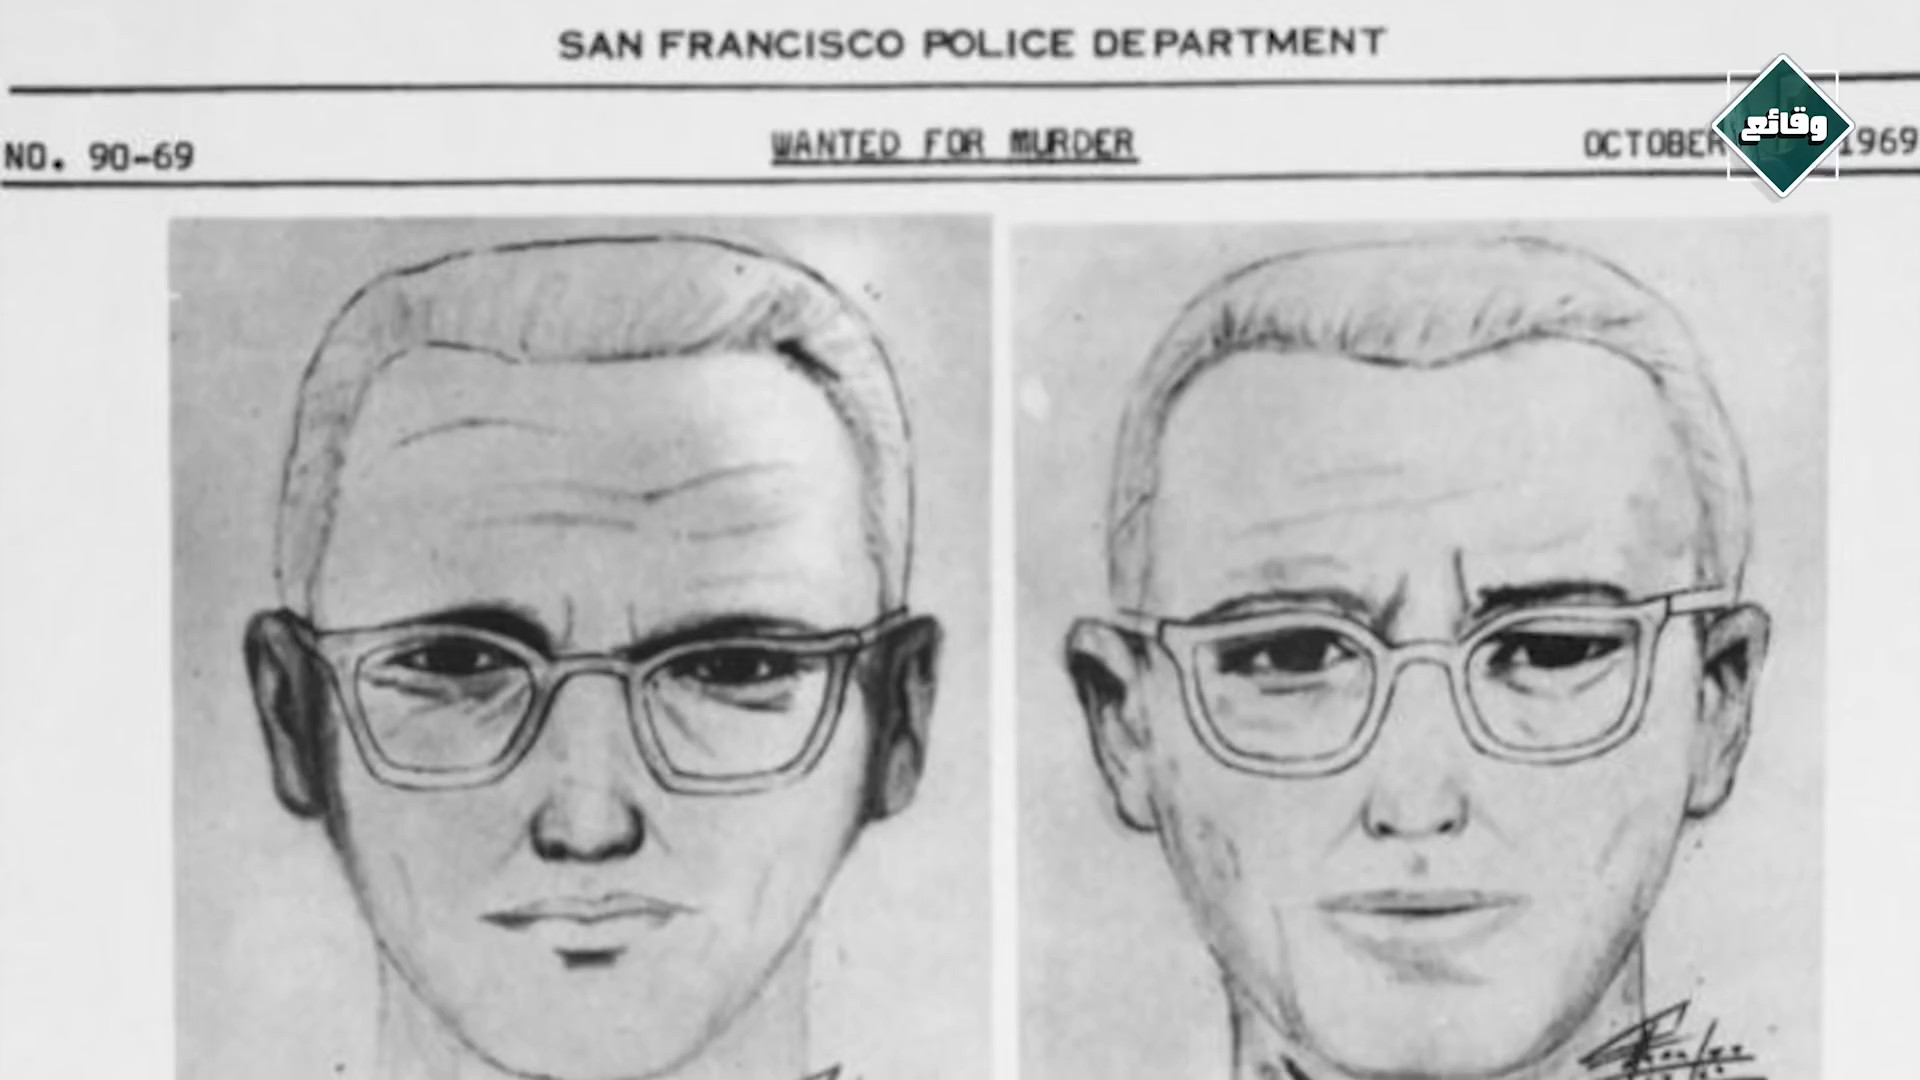 SAN FRANCISCO POLICE DEPARTMENT
NO. 90-69 WANTED FOR MURDER OCTOBER 1969
وقائع